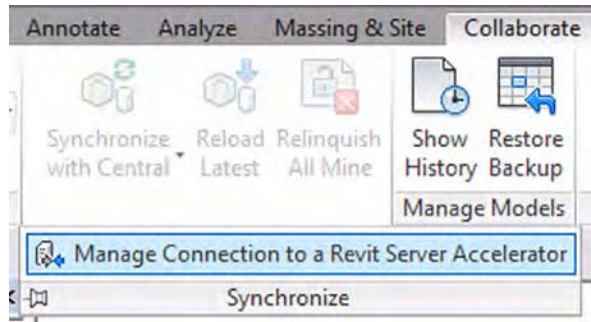 Annotate Analyze Massing & Site Collaborate
Synchronize with Central
Reload Latest
Relinquish All Mine
Show History
Restore Backup
Manage Models
Manage Connection to a Revit Server Accelerator
Synchronize